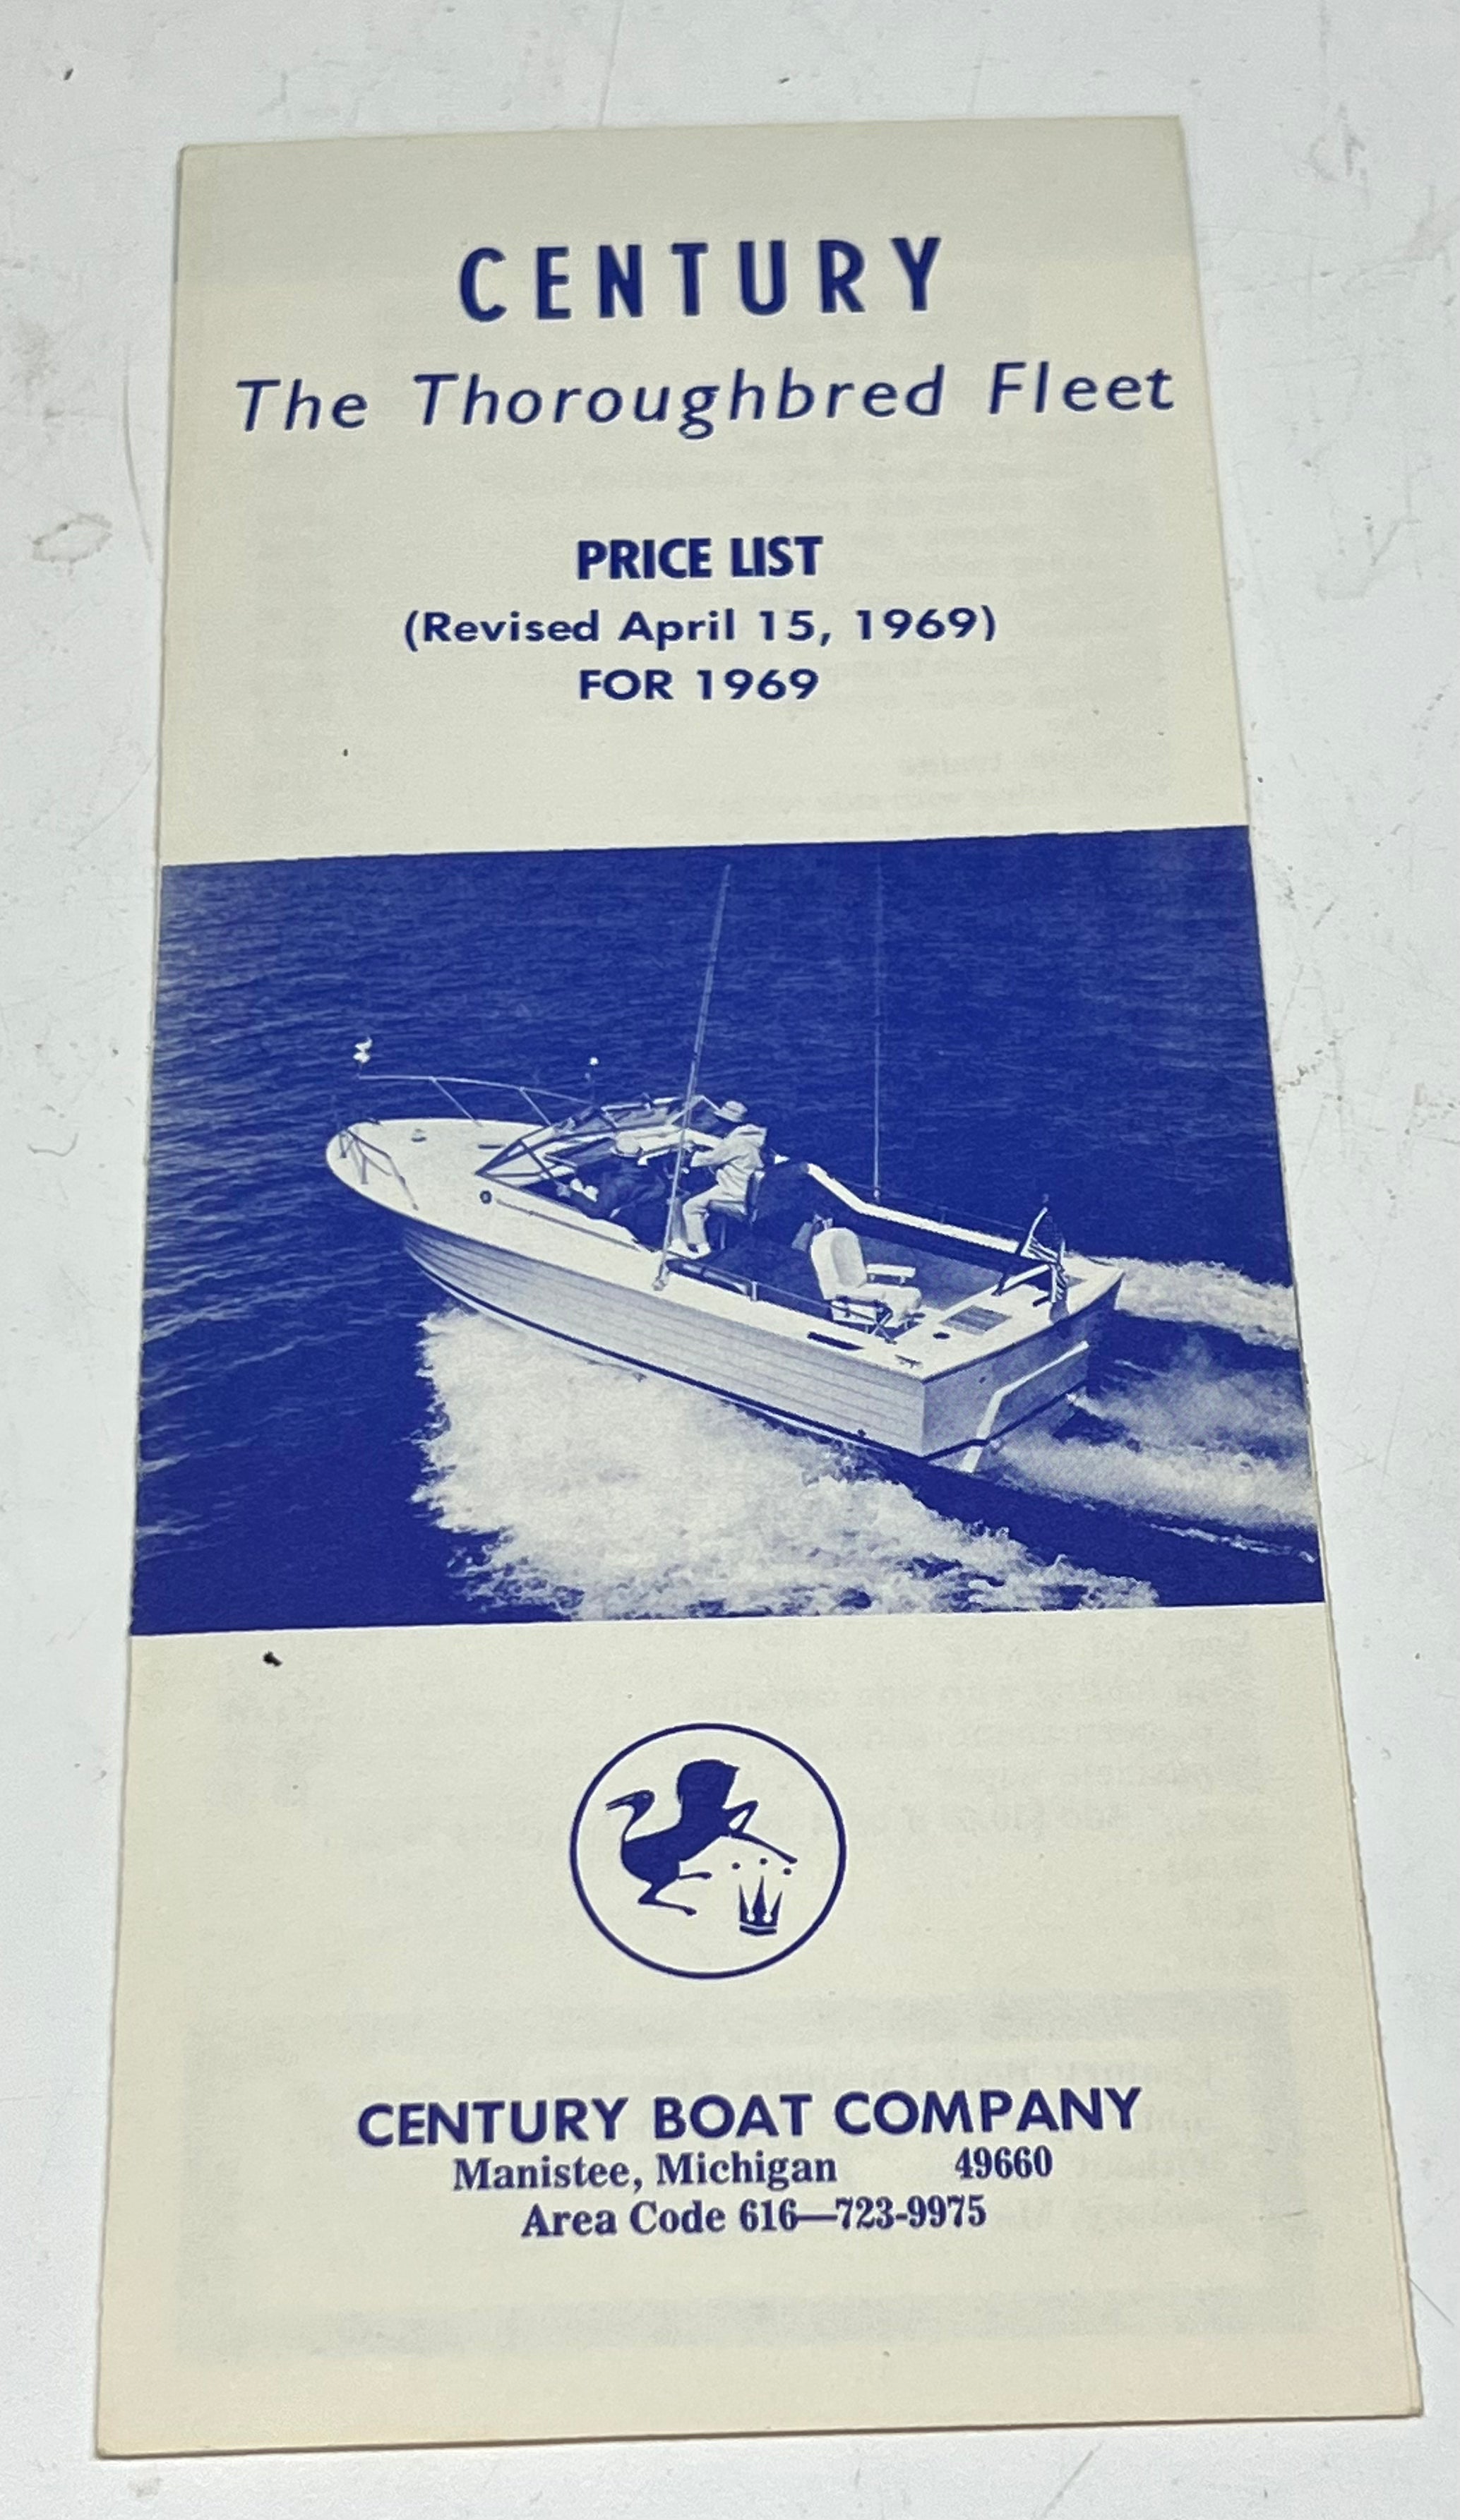 CENTURY
The Thoroughbred Fleet
PRICE LIST
(Revised April 15, 1969)
FOR 1969
CENTURY BOAT COMPANY
Manistee, Michigan 49660
Area Code 616—723-9975